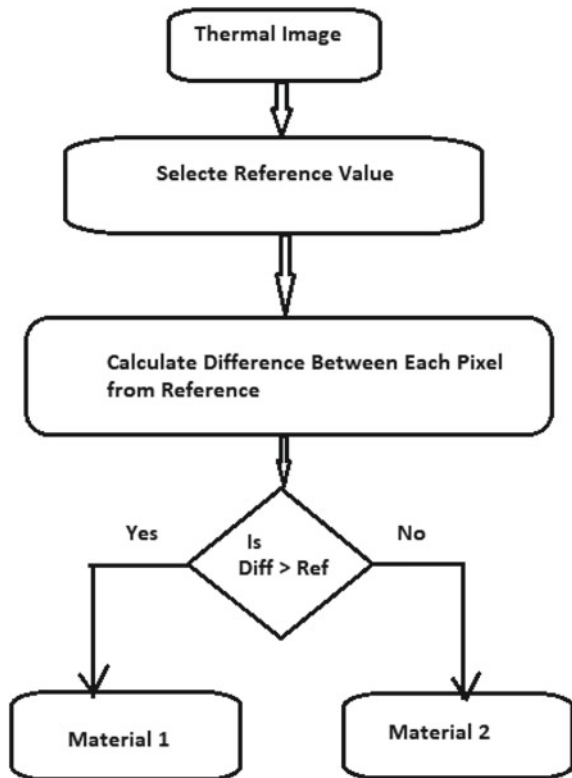 Thermal Image
Selecte Reference Value
Calculate Difference Between Each Pixel
from Reference
Yes
Is
No
Diff > Ref
Material 1
Material 2